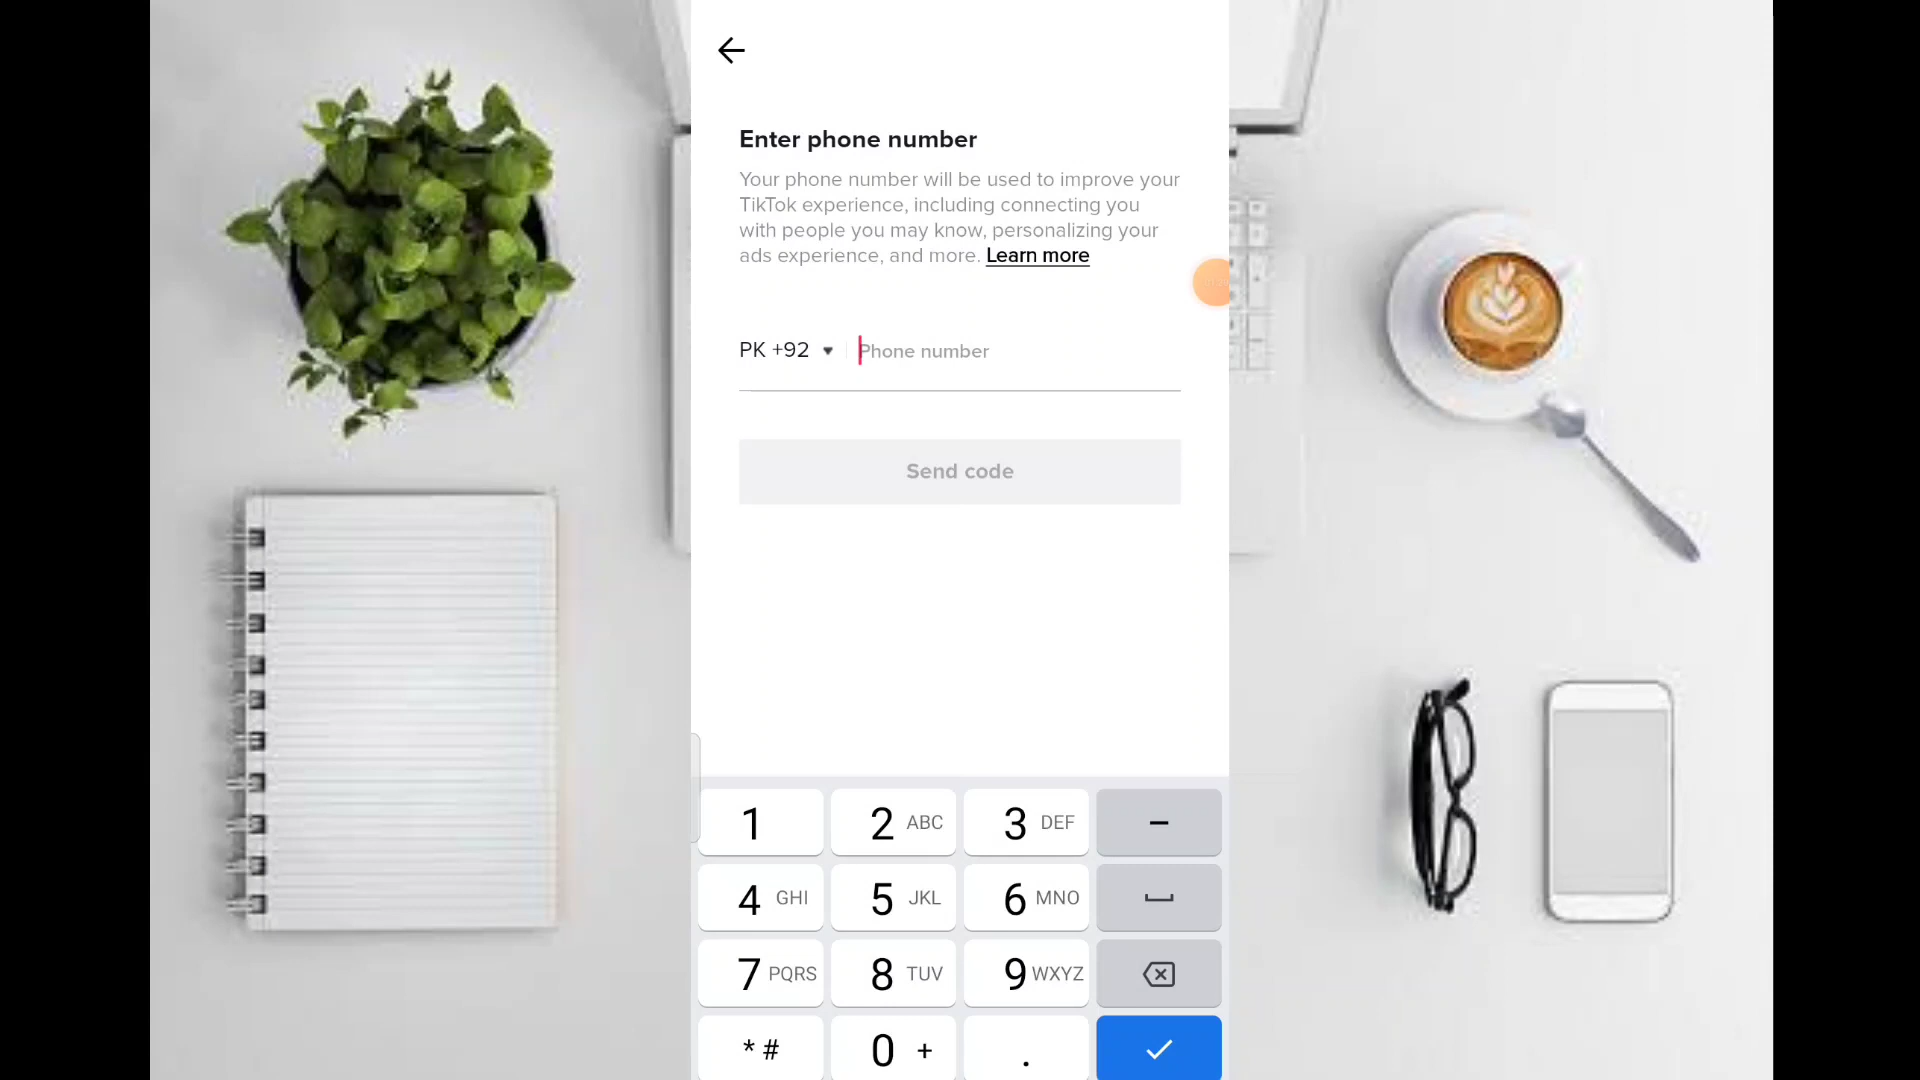 Enter phone number
Your phone number will be used to improve your
TikTok experience, including connecting you
with people you may know, personalizing your
ads experience, and more. Learn more
PK +92 ▼ Phone number
Send code
1 2 ABC 3 DEF –
4 GHI 5 JKL 6 MNO
7 PQRS 8 TUV 9 WXYZ
* # 0 + .